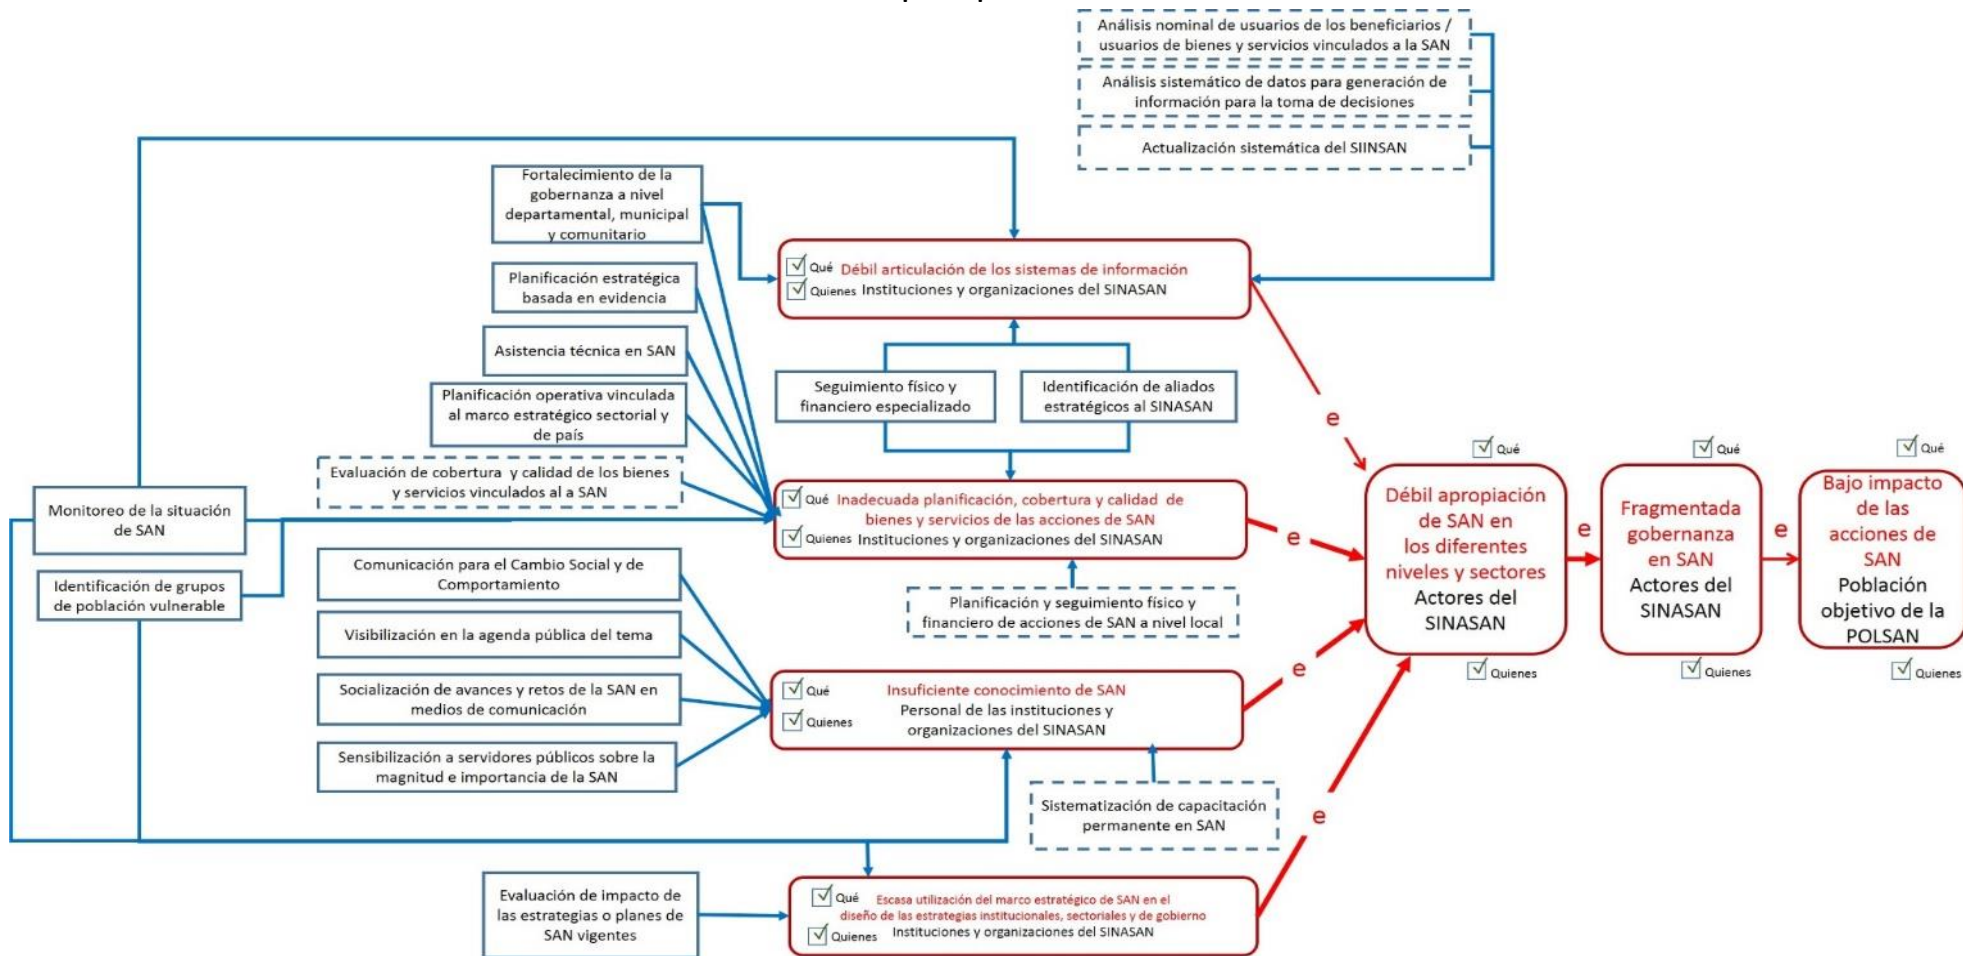 Análisis nominal de usuarios de los beneficiarios /
usuarios de bienes y servicios vinculados a la SAN
Análisis sistemático de datos para generación de
información para la toma de decisiones
Actualización sistemática del SIINSAN
Fortalecimiento de la
gobernanza a nivel
departamental, municipal
y comunitario
Planificación estratégica
basada en evidencia
Asistencia técnica en SAN
Planificación operativa vinculada
al marco estratégico sectorial y
de país
Evaluación de cobertura y calidad de los bienes
y servicios vinculados al a SAN
Monitoreo de la situación
de SAN
Identificación de grupos
de población vulnerable
Comunicación para el Cambio Social y de
Comportamiento
Visibilización en la agenda pública del tema
Socialización de avances y retos de la SAN en
medios de comunicación
Sensibilización a servidores públicos sobre la
magnitud e importancia de la SAN
Evaluación de impacto de
las estrategias o planes de
SAN vigentes
Qué Débil articulación de los sistemas de información
Quienes Instituciones y organizaciones del SINASAN
Seguimiento físico y
financiero especializado
Identificación de aliados
estratégicos al SINASAN
Qué Inadecuada planificación, cobertura y calidad de
bienes y servicios de las acciones de SAN
Quienes Instituciones y organizaciones del SINASAN
Planificación y seguimiento físico y
financiero de acciones de SAN a nivel local
Qué Insuficiente conocimiento de SAN
Quienes Personal de las instituciones y
organizaciones del SINASAN
Sistematización de capacitación
permanente en SAN
Qué Escasa utilización del marco estratégico de SAN en el
diseño de las estrategias institucionales, sectoriales y de gobierno
Quienes Instituciones y organizaciones del SINASAN
e
e
e
e
Qué
Débil apropiación
de SAN en
los diferentes
niveles y sectores
Actores del
SINASAN
Quienes
e
Qué
Fragmentada
gobernanza
en SAN
Actores del
SINASAN
Quienes
e
Qué
Bajo impacto
de las
acciones de
SAN
Población
objetivo de la
POLSAN
Quienes